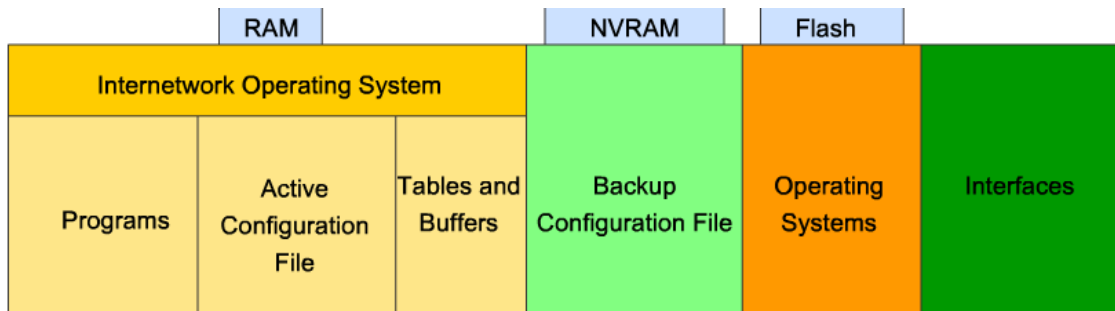 RAM
NVRAM
Flash
Internetwork Operating System
Programs
Active
Configuration
File
Tables and
Buffers
Backup
Configuration File
Operating
Systems
Interfaces